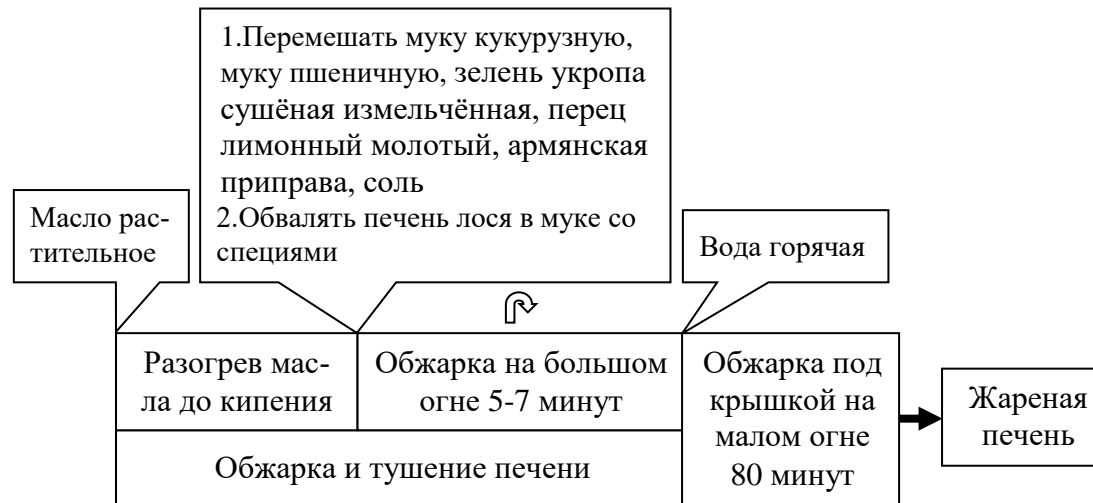 1.Перемешать муку кукурузную,
муку пшеничную, зелень укропа
сушёная измельчённая, перец
лимонный молотый, армянская
приправа, соль
2.Обвалять печень лося в муке со
специями
Масло рас-
тительное
Вода горячая
Разогрев мас-
ла до кипения
Обжарка на большом
огне 5-7 минут
Обжарка под
крышкой на
малом огне
80 минут
Жареная
печень
Обжарка и тушение печени